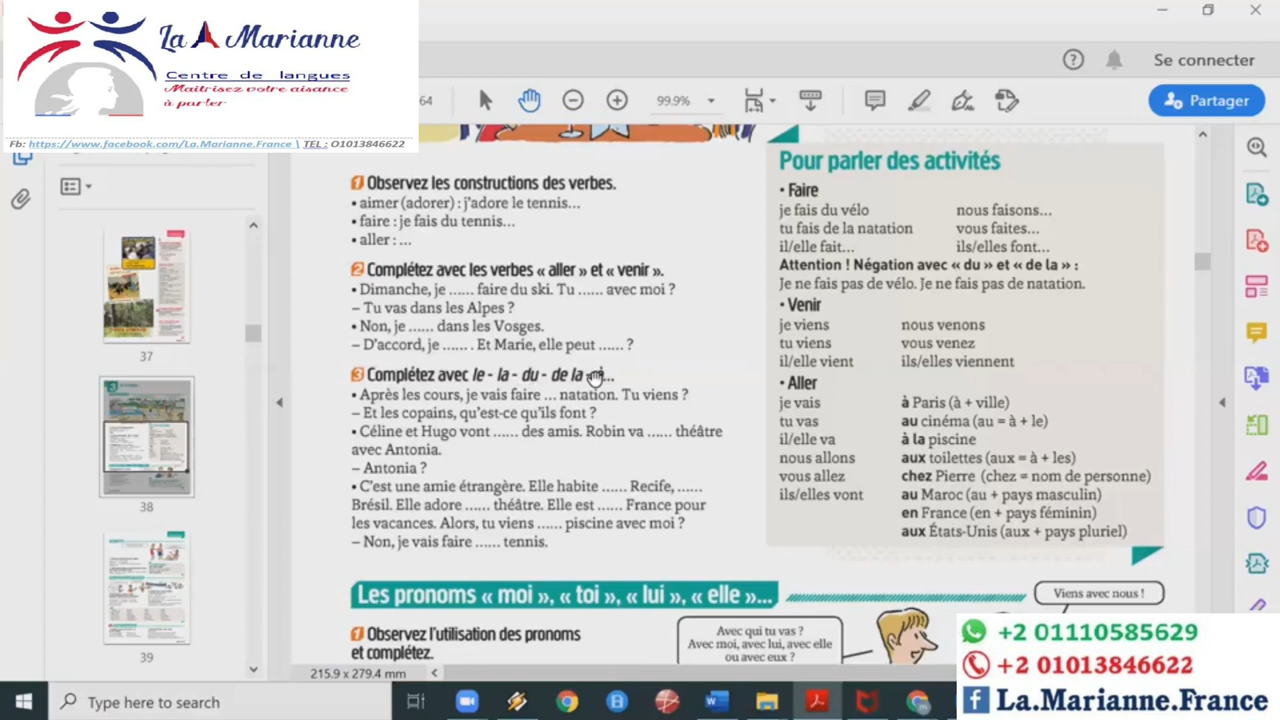 La Marianne
Centre de langues
Maîtrisez votre aisance
à parler
Fb: https://www.facebook.com/La.Marianne.France \ TEL : O1013846622
Se connecter
64
99.9%
Partager
37
38
39
1 Observez les constructions des verbes.
• aimer (adorer) : j'adore le tennis…
• faire : je fais du tennis…
• aller : …
2 Complétez avec les verbes « aller » et « venir ».
• Dimanche, je …… faire du ski. Tu …… avec moi ?
– Tu vas dans les Alpes ?
• Non, je …… dans les Vosges.
– D'accord, je …… . Et Marie, elle peut …… ?
3 Complétez avec le - la - du - de la
• Après les cours, je vais faire … natation. Tu viens ?
– Et les copains, qu'est-ce qu'ils font ?
• Céline et Hugo vont …… des amis. Robin va …… théâtre
avec Antonia.
– Antonia ?
• C'est une amie étrangère. Elle habite …… Recife, ……
Brésil. Elle adore …… théâtre. Elle est …… France pour
les vacances. Alors, tu viens …… piscine avec moi ?
– Non, je vais faire …… tennis.
Pour parler des activités
• Faire
je fais du vélo nous faisons…
tu fais de la natation vous faites…
il/elle fait… ils/elles font…
Attention ! Négation avec « du » et « de la » :
Je ne fais pas de vélo. Je ne fais pas de natation.
• Venir
je viens nous venons
tu viens vous venez
il/elle vient ils/elles viennent
• Aller
je vais à Paris (à + ville)
tu vas au cinéma (au = à + le)
il/elle va à la piscine
nous allons aux toilettes (aux = à + les)
vous allez chez Pierre (chez = nom de personne)
ils/elles vont au Maroc (au + pays masculin)
en France (en + pays féminin)
aux États-Unis (aux + pays pluriel)
Les pronoms « moi », « toi », « lui », « elle »…
Viens avec nous !
1 Observez l'utilisation des pronoms
et complétez.
Avec qui tu vas ?
Avec moi, avec lui, avec elle
ou avec eux ?
+2 01110585629
+2 01013846622
La.Marianne.France
215.9 x 279.4 mm
Type here to search